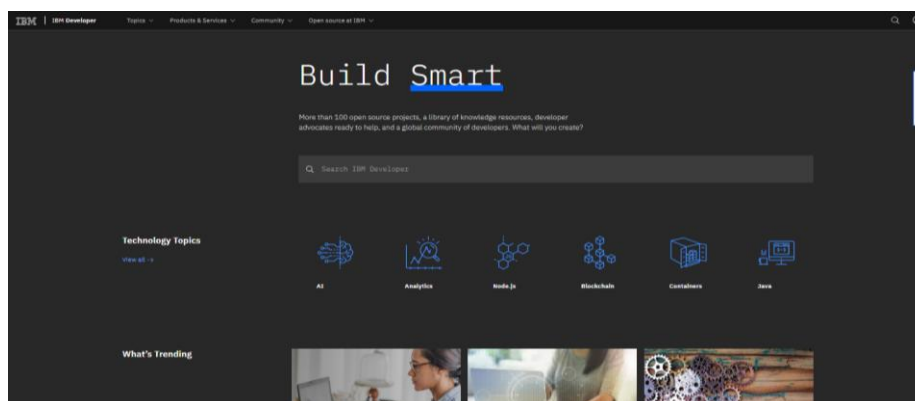 IBM | IBM Developer Topics Products & Services Community Open source at IBM
Build Smart
More than 100 open source projects, a library of knowledge resources, developer
advocates ready to help, and a global community of developers. What will you create?
Search IBM Developer
Technology Topics
View all →
AI Analytics Node.js Blockchain Containers Java
What's Trending